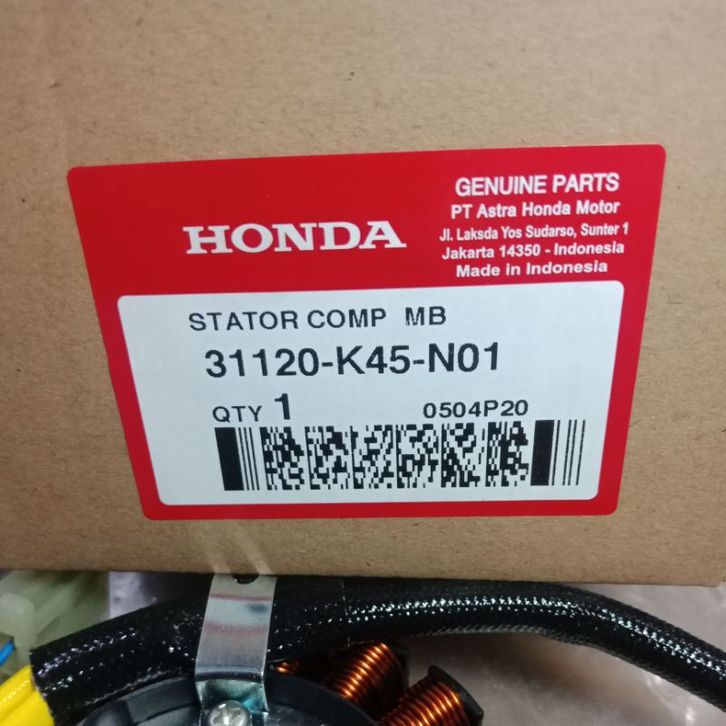 HONDA
GENUINE PARTS
PT Astra Honda Motor
Jl. Laksda Yos Sudarso, Sunter 1
Jakarta 14350 - Indonesia
Made in Indonesia
STATOR COMP MB
31120-K45-N01
QTY 1 0504P20